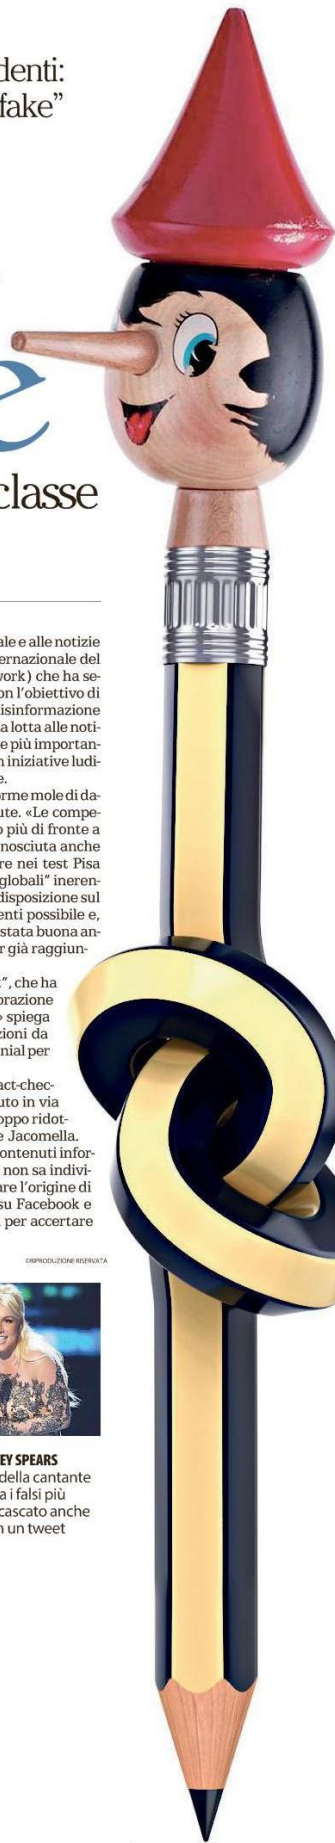 denti:
fake”
e
classe
ale e alle notizie
ernazionale del
work) che ha se-
on l’obiettivo di
isinformazione
a lotta alle noti-
e più importan-
n iniziative ludi-
e.
orme mole di da-
ute. «Le compe-
o più di fronte a
nosciuta anche
re nei test Pisa
globali” ineren-
disposizione sul
enti possibile e,
stata buona an-
r già raggiun-
”, che ha
orazione
» spiega
zioni da
nial per
act-chec-
uto in via
oppo ridot-
e Jacomella.
ontenuti infor-
non sa indivi-
are l’origine di
su Facebook e
per accertare
©RIPRODUZIONE RISERVATA
EY SPEARS
della cantante
a i falsi più
cascato anche
n un tweet